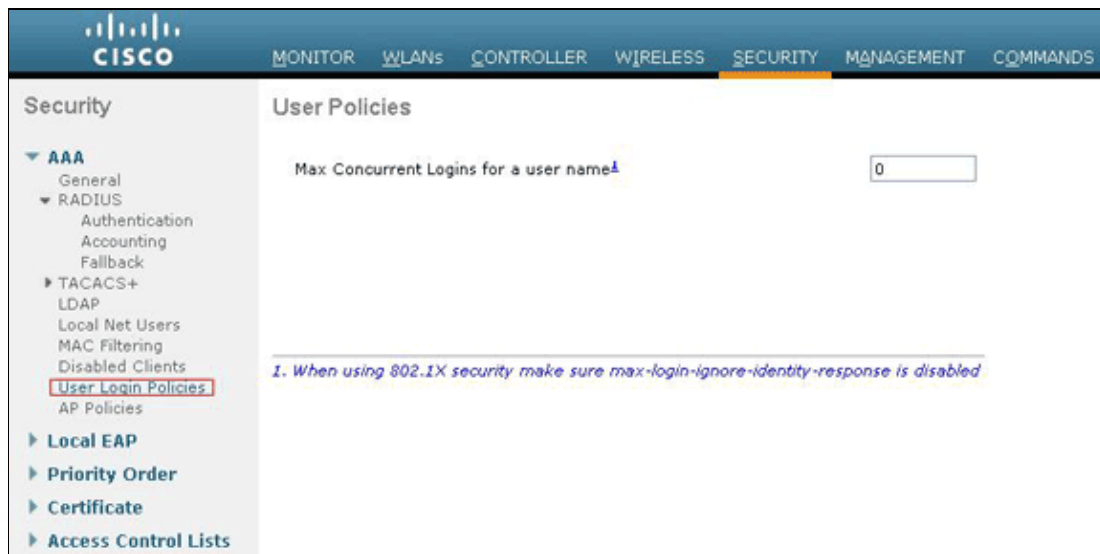 CISCO
MONITOR WLANs CONTROLLER WIRELESS SECURITY MANAGEMENT COMMANDS
Security
AAA
General
RADIUS
Authentication
Accounting
Fallback
TACACS+
LDAP
Local Net Users
MAC Filtering
Disabled Clients
User Login Policies
AP Policies
Local EAP
Priority Order
Certificate
Access Control Lists
User Policies
Max Concurrent Logins for a user name1 0
1. When using 802.1X security make sure max-login-ignore-identity-response is disabled